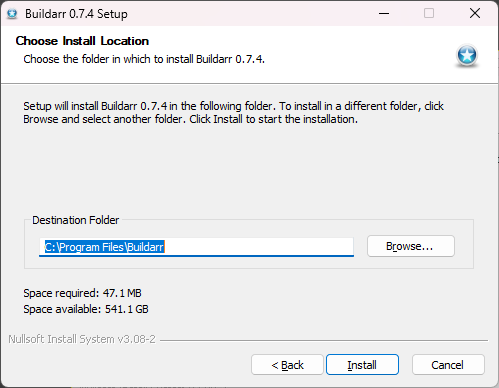 Buildarr 0.7.4 Setup
Choose Install Location
Choose the folder in which to install Buildarr 0.7.4.
Setup will install Buildarr 0.7.4 in the following folder. To install in a different folder, click
Browse and select another folder. Click Install to start the installation.
Destination Folder
C:\Program Files\Buildarr
Browse...
Space required: 47.1 MB
Space available: 541.1 GB
Nullsoft Install System v3.08-2
< Back
Install
Cancel